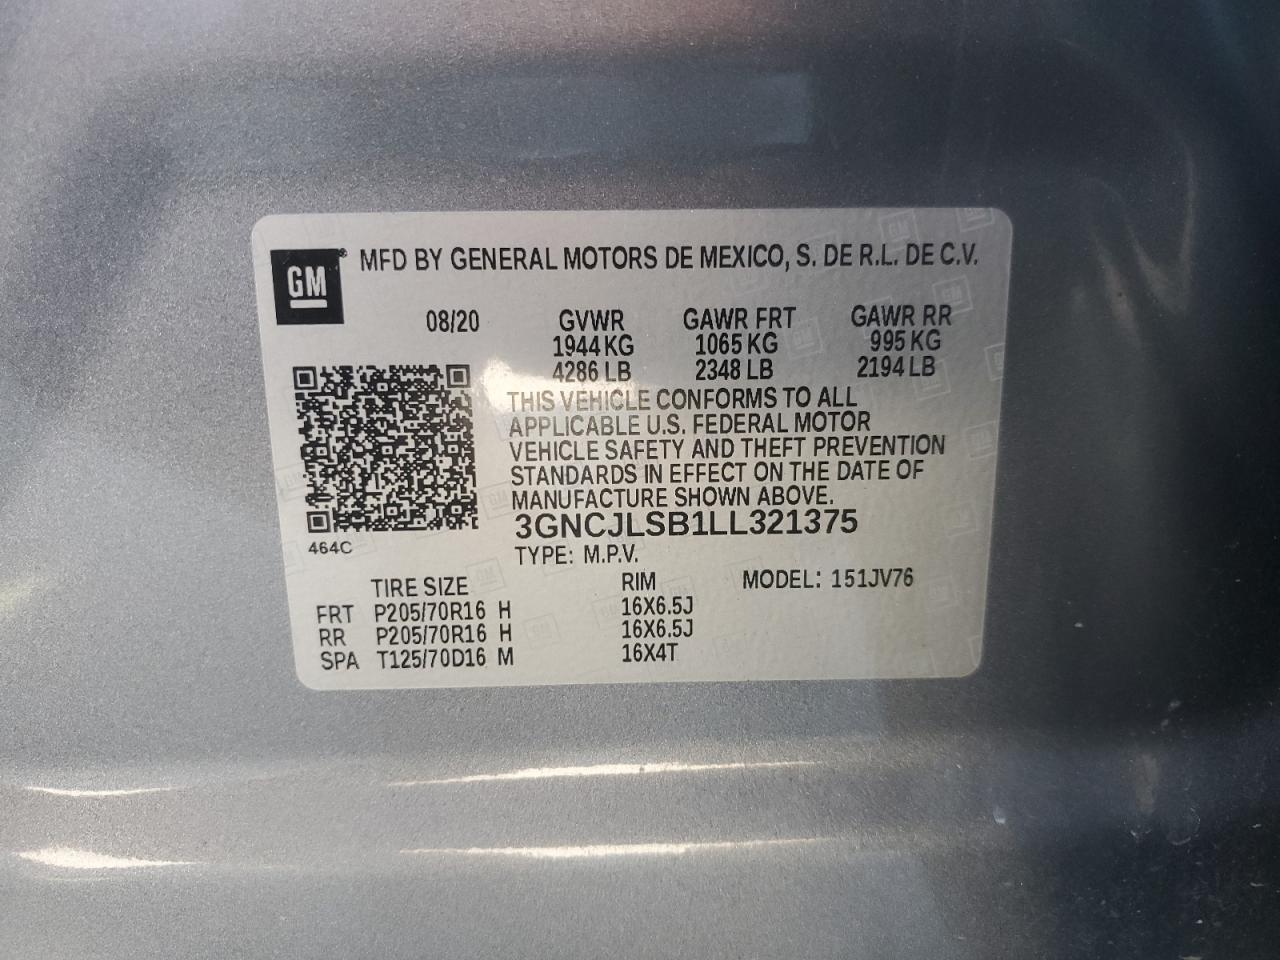 GM® MFD BY GENERAL MOTORS DE MEXICO, S. DE R.L. DE C.V.
08/20 GVWR GAWR FRT GAWR RR
1944 KG 1065 KG 995 KG
4286 LB 2348 LB 2194 LB
THIS VEHICLE CONFORMS TO ALL
APPLICABLE U.S. FEDERAL MOTOR
VEHICLE SAFETY AND THEFT PREVENTION
STANDARDS IN EFFECT ON THE DATE OF
MANUFACTURE SHOWN ABOVE.
3GNCJLSB1LL321375
464C
TYPE: M.P.V.
TIRE SIZE RIM MODEL: 151JV76
FRT P205/70R16 H 16X6.5J
RR P205/70R16 H 16X6.5J
SPA T125/70D16 M 16X4T